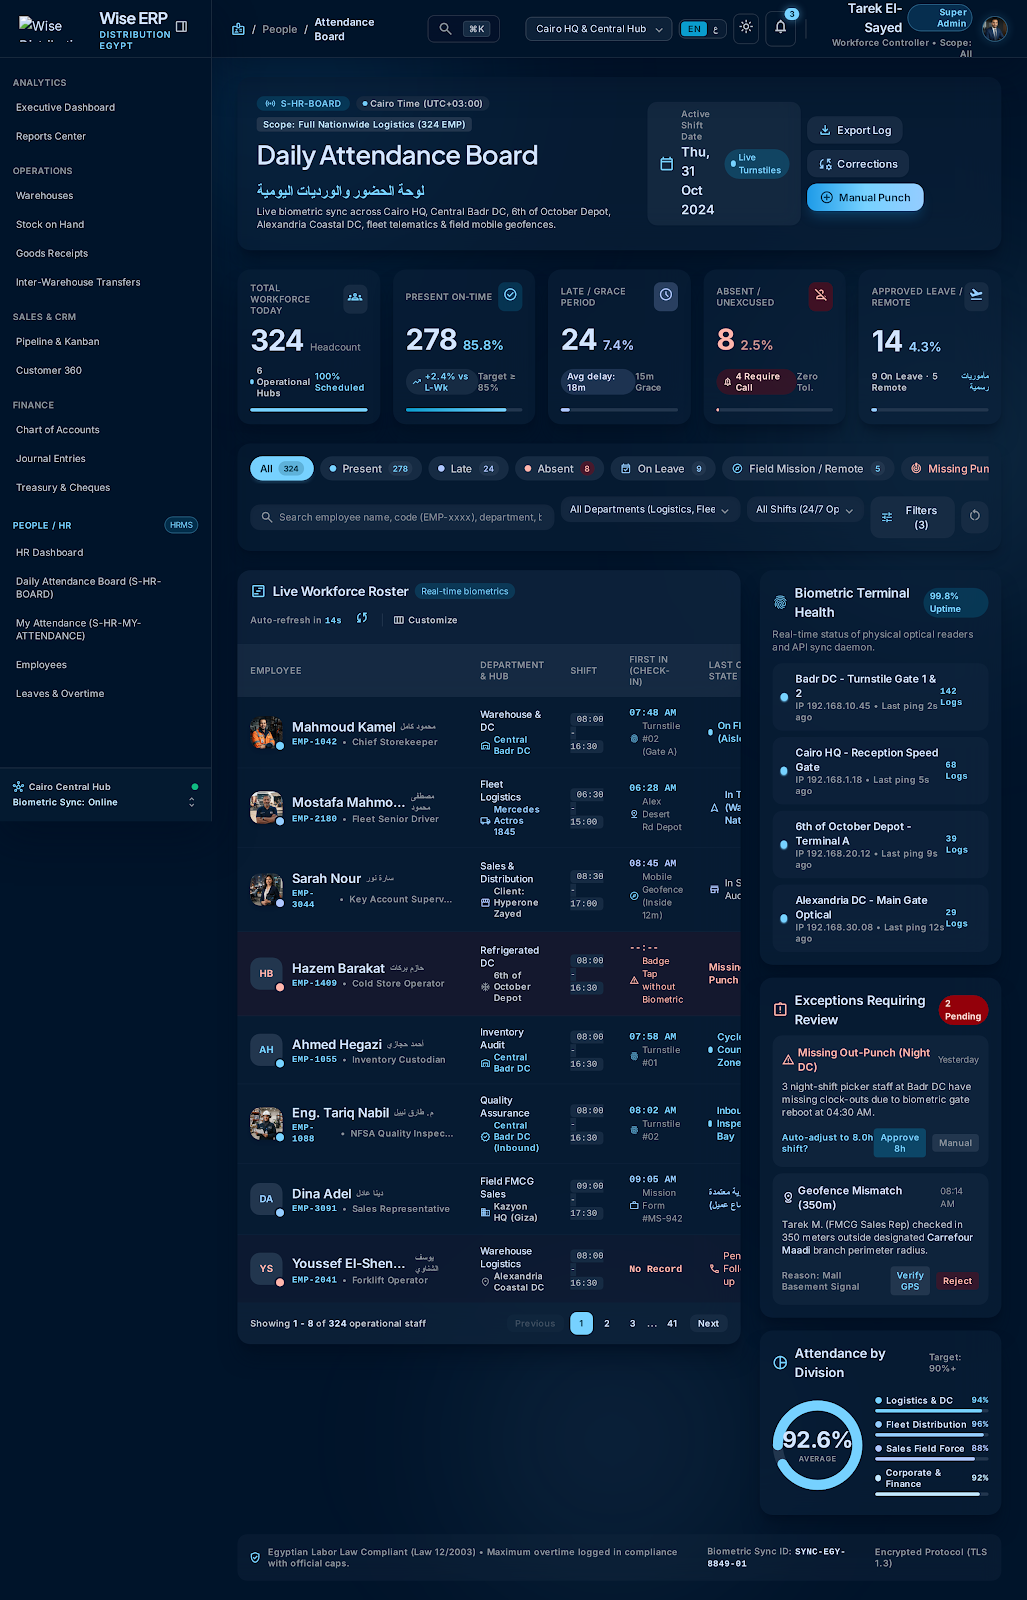 Wise
Wise ERP
DISTRIBUTION
EGYPT
/ People / Attendance
Board
⌘K
Cairo HQ & Central Hub
EN ع
3
Tarek El-
Sayed
Super
Admin
Workforce Controller • Scope:
All
ANALYTICS
Executive Dashboard
Reports Center
OPERATIONS
Warehouses
Stock on Hand
Goods Receipts
Inter-Warehouse Transfers
SALES & CRM
Pipeline & Kanban
Customer 360
FINANCE
Chart of Accounts
Journal Entries
Treasury & Cheques
PEOPLE / HR HRMS
HR Dashboard
Daily Attendance Board (S-HR-
BOARD)
My Attendance (S-HR-MY-
ATTENDANCE)
Employees
Leaves & Overtime
Cairo Central Hub
Biometric Sync: Online
S-HR-BOARD Cairo Time (UTC+03:00)
Scope: Full Nationwide Logistics (324 EMP)
Daily Attendance Board
لوحة الحضور والورديات اليومية
Live biometric sync across Cairo HQ, Central Badr DC, 6th of October Depot,
Alexandria Coastal DC, fleet telematics & field mobile geofences.
Active
Shift
Date
Thu,
31
Oct
2024
Live
Turnstiles
Export Log
Corrections
Manual Punch
TOTAL
WORKFORCE
TODAY
324 Headcount
6
Operational
Hubs
100%
Scheduled
PRESENT ON-TIME
278 85.8%
+2.4% vs
L-Wk
Target ≥
85%
LATE / GRACE
PERIOD
24 7.4%
Avg delay:
18m
15m
Grace
ABSENT /
UNEXCUSED
8 2.5%
4 Require
Call
Zero
Tol.
APPROVED LEAVE /
REMOTE
14 4.3%
9 On Leave · 5
Remote
مأموريات
رسمية
All 324
Present 278
Late 24
Absent 8
On Leave 9
Field Mission / Remote 5
Missing Pun
Search employee name, code (EMP-xxxx), department, b
All Departments (Logistics, Flee
All Shifts (24/7 Op
Filters
(3)
Live Workforce Roster Real-time biometrics
Auto-refresh in 14s
Customize
EMPLOYEE
DEPARTMENT
& HUB
SHIFT
FIRST IN
(CHECK-
IN)
LAST O
STATE
Mahmoud Kamel محمود كامل
EMP-1042 • Chief Storekeeper
Warehouse &
DC
Central
Badr DC
08:00
-
16:30
07:48 AM
Turnstile
#02
(Gate A)
On Fl
(Aisle
Mostafa Mahmo... مصطفى
محمود
EMP-2180 • Fleet Senior Driver
Fleet
Logistics
Mercedes
Actros
1845
06:30
-
15:00
06:28 AM
Alex
Desert
Rd Depot
In T
(Wa
Nat
Sarah Nour سارة نور
EMP-
3044
• Key Account Superv...
Sales &
Distribution
Client:
Hyperone
Zayed
08:30
-
17:00
08:45 AM
Mobile
Geofence
(Inside
12m)
In S
Aud
HB
Hazem Barakat حازم بركات
EMP-1409 • Cold Store Operator
Refrigerated
DC
6th of
October
Depot
08:00
-
16:30
--:--
Badge
Tap
without
Biometric
Missing
Punch
AH
Ahmed Hegazi أحمد حجازي
EMP-1055 • Inventory Custodian
Inventory
Audit
Central
Badr DC
08:00
-
16:30
07:58 AM
Turnstile
#01
Cycle
Coun
Zone
Eng. Tariq Nabil م. طارق نبيل
EMP-
1088
• NFSA Quality Inspec...
Quality
Assurance
Central
Badr DC
(Inbound)
08:00
-
16:30
08:02 AM
Turnstile
#02
Inbou
Inspe
Bay
DA
Dina Adel دينا عادل
EMP-3091 • Sales Representative
Field FMCG
Sales
Kazyon
HQ (Giza)
09:00
-
17:30
09:05 AM
Mission
Form
#MS-942
ية معتمدة
اع عميل)
YS
Youssef El-Shen... يوسف
الشناوي
EMP-2041 • Forklift Operator
Warehouse
Logistics
Alexandria
Coastal DC
08:00
-
16:30
No Record
Pen
Follo
up
Showing 1 - 8 of 324 operational staff
Previous 1 2 3 ... 41 Next
Biometric Terminal
Health
99.8%
Uptime
Real-time status of physical optical readers
and API sync daemon.
Badr DC - Turnstile Gate 1 &
2
IP 192.168.10.45 • Last ping 2s
ago
142
Logs
Cairo HQ - Reception Speed
Gate
IP 192.168.1.18 • Last ping 5s
ago
68
Logs
6th of October Depot -
Terminal A
IP 192.168.20.12 • Last ping 9s
ago
39
Logs
Alexandria DC - Main Gate
Optical
IP 192.168.30.08 • Last ping 12s
ago
29
Logs
Exceptions Requiring
Review
2
Pending
Missing Out-Punch (Night
DC)
Yesterday
3 night-shift picker staff at Badr DC have
missing clock-outs due to biometric gate
reboot at 04:30 AM.
Auto-adjust to 8.0h
shift?
Approve
8h
Manual
Geofence Mismatch
(350m)
08:14
AM
Tarek M. (FMCG Sales Rep) checked in
350 meters outside designated Carrefour
Maadi branch perimeter radius.
Reason: Mall
Basement Signal
Verify
GPS
Reject
Attendance by
Division
Target:
90%+
92.6%
AVERAGE
Logistics & DC 94%
Fleet Distribution 96%
Sales Field Force 88%
Corporate &
Finance
92%
Egyptian Labor Law Compliant (Law 12/2003) • Maximum overtime logged in compliance
with official caps.
Biometric Sync ID: SYNC-EGY-
8849-01
Encrypted Protocol (TLS
1.3)